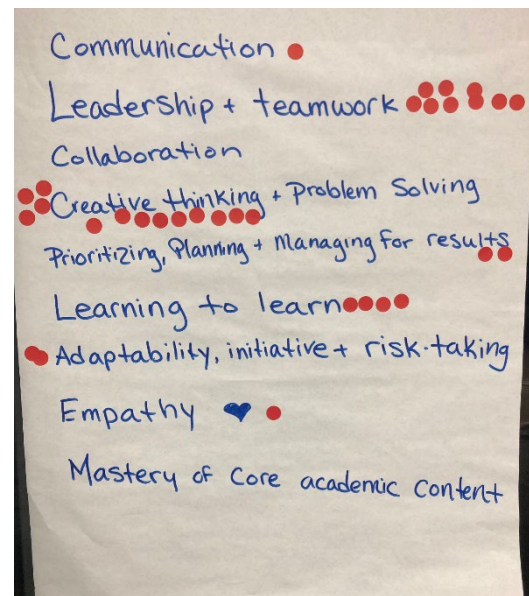 Communication
Leadership + teamwork
Collaboration
Creative thinking + Problem Solving
Prioritizing, Planning + Managing for results
Learning to learn
Adaptability, initiative + risk-taking
Empathy
Mastery of Core academic Content